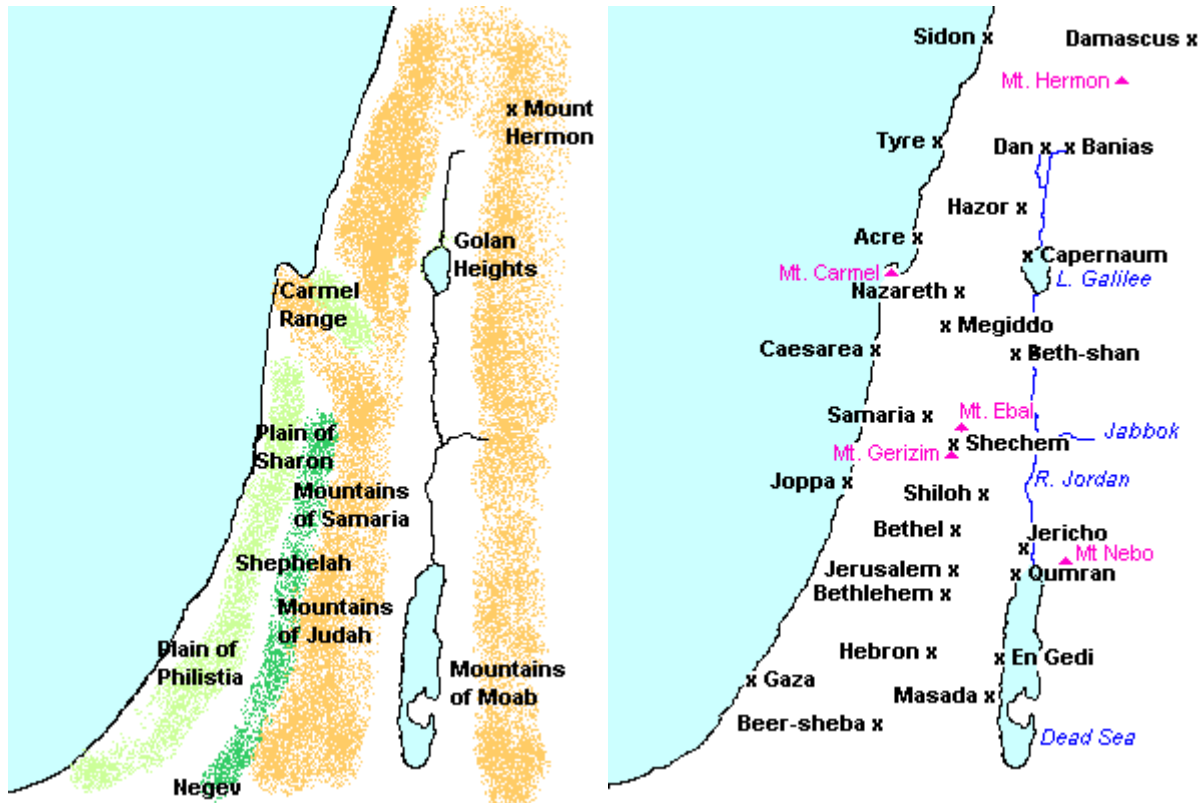 x Mount
Hermon
Golan
Heights
Carmel
Range
Plain of
Sharon
Mountains
of Samaria
Shephelah
Mountains
of Judah
Plain of
Philistia
Mountains
of Moab
Negev
Sidon x
Damascus x
Mt. Hermon
Tyre x
Dan x
x Banias
Hazor x
Acre x
x Capernaum
Mt. Carmel
L. Galilee
Nazareth x
x Megiddo
Caesarea x
x Beth-shan
Samaria x
Mt. Ebal
x Shechem
Jabbok
Mt. Gerizim
Joppa x
R. Jordan
Shiloh x
Bethel x
Jericho
x
Mt Nebo
Jerusalem x
x Qumran
Bethlehem x
Hebron x
x En Gedi
x Gaza
Masada x
Beer-sheba x
Dead Sea